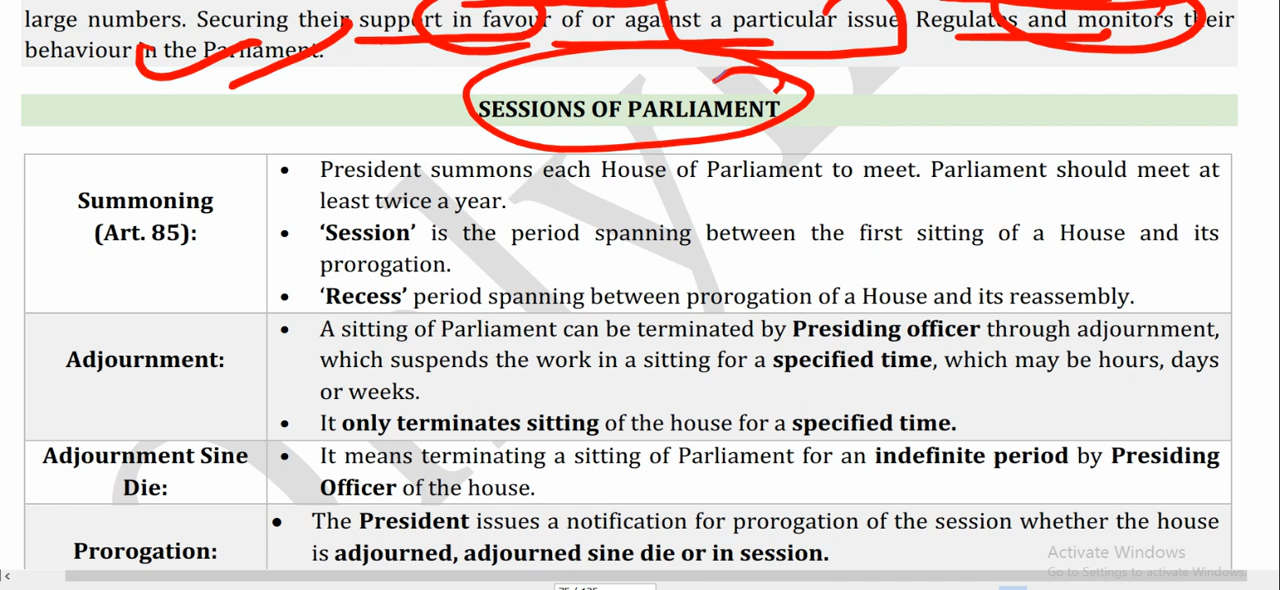 large numbers. Securing their support in favour of or against a particular issue. Regulates and monitors their
behaviour in the Parliament.
SESSIONS OF PARLIAMENT
Summoning
(Art. 85):
• President summons each House of Parliament to meet. Parliament should meet at
least twice a year.
• ‘Session’ is the period spanning between the first sitting of a House and its
prorogation.
• ‘Recess’ period spanning between prorogation of a House and its reassembly.
Adjournment:
• A sitting of Parliament can be terminated by Presiding officer through adjournment,
which suspends the work in a sitting for a specified time, which may be hours, days
or weeks.
• It only terminates sitting of the house for a specified time.
Adjournment Sine
Die:
• It means terminating a sitting of Parliament for an indefinite period by Presiding
Officer of the house.
Prorogation:
• The President issues a notification for prorogation of the session whether the house
is adjourned, adjourned sine die or in session.
Activate Windows
Go to Settings to activate Windows.